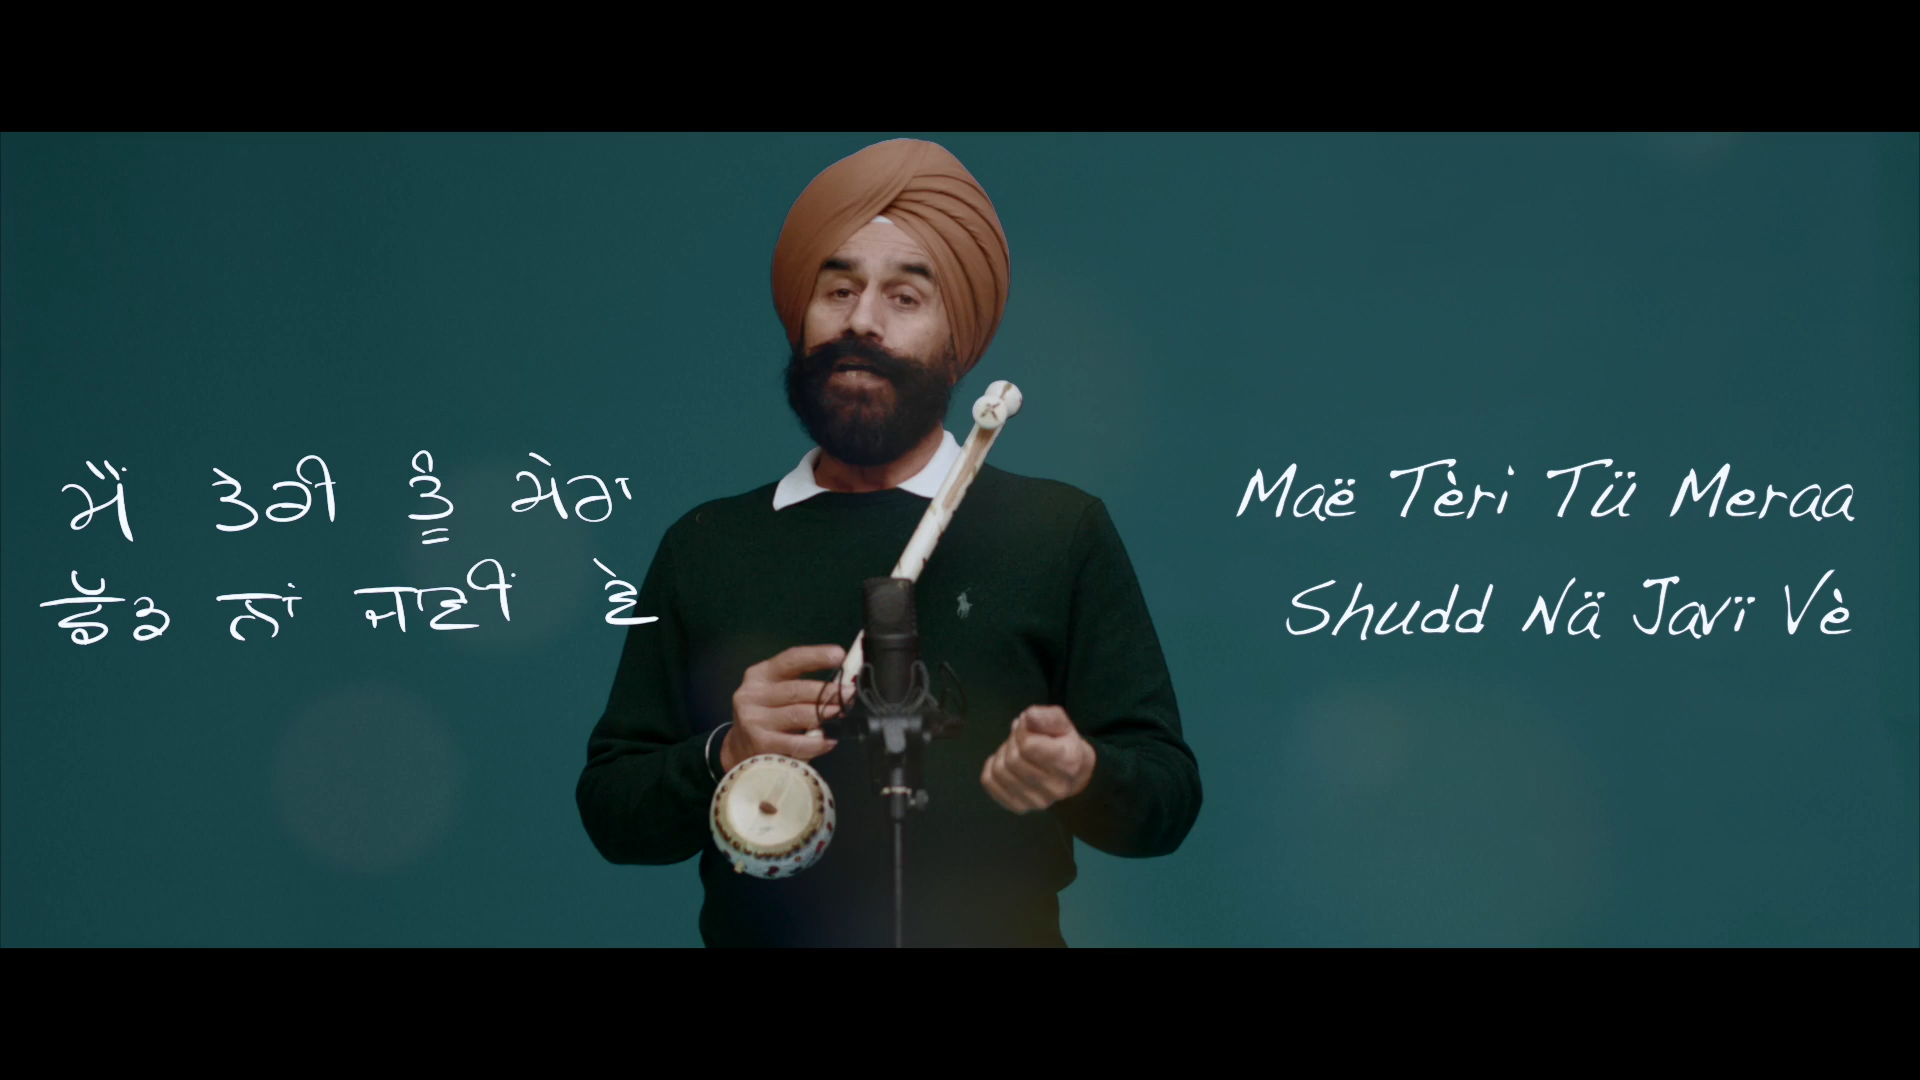 ਮੈਂ ਤੇਰੀ ਤੂੰ ਮੇਰਾ
ਛੱਡ ਨਾਂ ਜਾਵੀਂ ਵੇ
Maë Tèri Tü Meraa
Shudd Nä Javï Vè